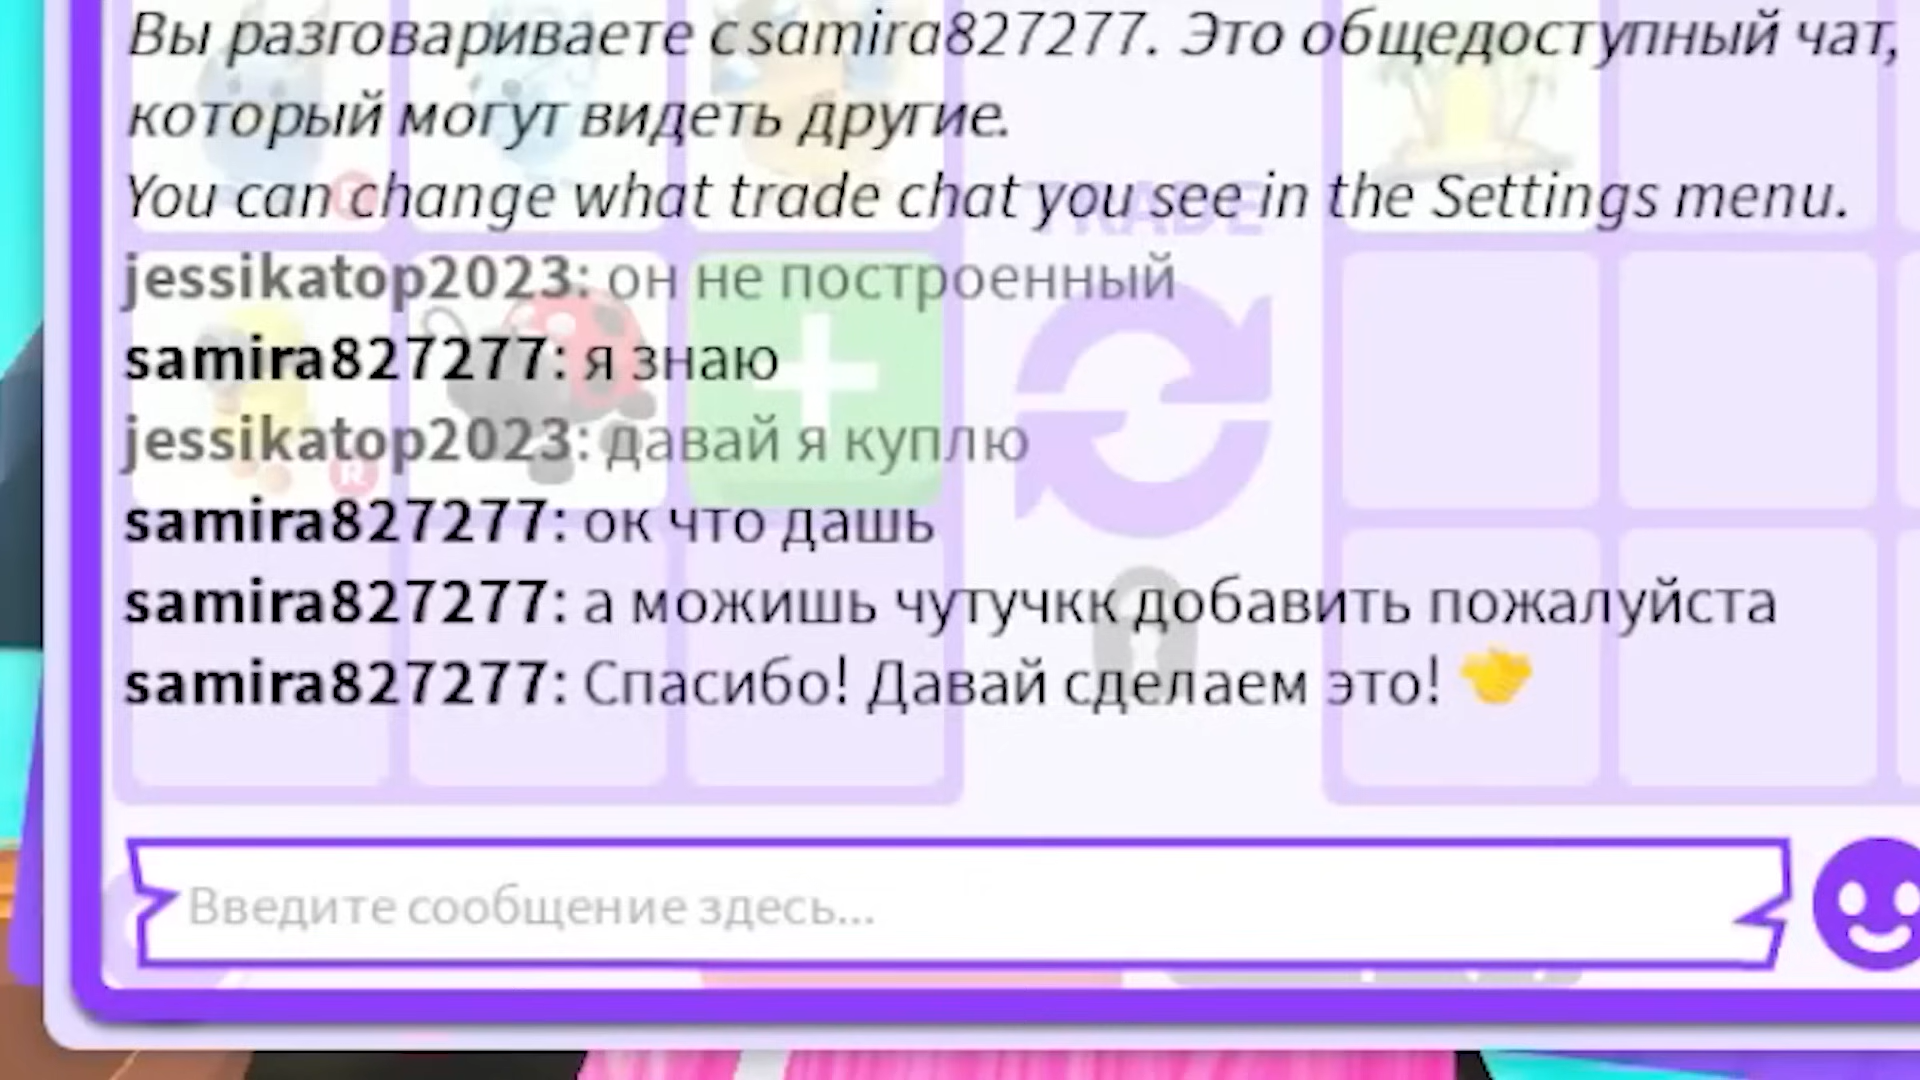 Вы разговариваете с samira827277. Это общедоступный чат,
который могут видеть другие.
You can change what trade chat you see in the Settings menu.
jessikatop2023: он не построенный
samira827277: я знаю
jessikatop2023: давай я куплю
samira827277: ок что дашь
samira827277: а можишь чутучкк добавить пожалуйста
samira827277: Спасибо! Давай сделаем это! 🤝
Введите сообщение здесь...
TRADE
R